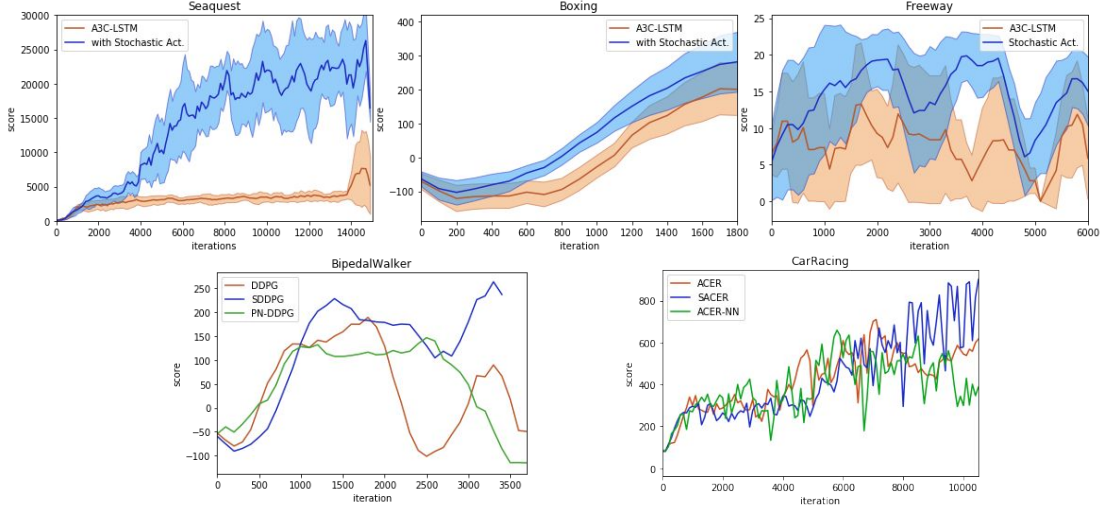 Seaquest
30000
25000
20000
15000
10000
5000
0
score
A3C-LSTM
with Stochastic Act.
0 2000 4000 6000 8000 10000 12000 14000
iterations
Boxing
400
300
200
100
0
−100
score
A3C-LSTM
with Stochastic Act.
0 200 400 600 800 1000 1200 1400 1600 1800
iteration
Freeway
25
20
15
10
5
0
score
A3C-LSTM
Stochastic Act.
0 1000 2000 3000 4000 5000 6000
iteration
BipedalWalker
250
200
150
100
50
0
−50
−100
score
DDPG
SDDPG
PN-DDPG
0 500 1000 1500 2000 2500 3000 3500
iteration
CarRacing
800
600
400
200
0
score
ACER
SACER
ACER-NN
0 2000 4000 6000 8000 10000
iteration